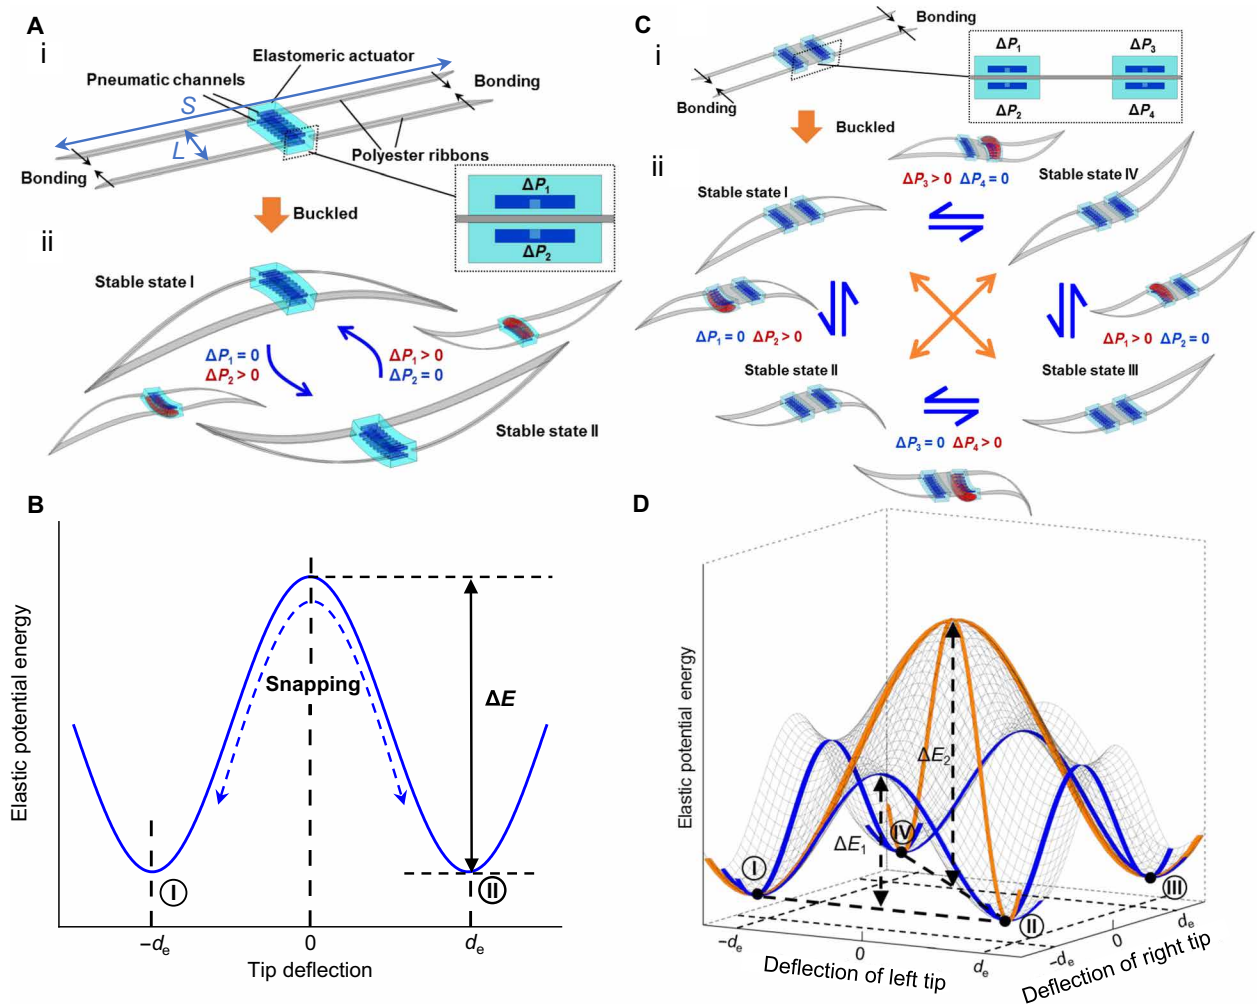 A
i
Elastomeric actuator
Pneumatic channels
Bonding
S
L
Polyester ribbons
Bonding
ΔP1
ΔP2
Buckled
ii
Stable state I
ΔP1 = 0
ΔP2 > 0
ΔP1 > 0
ΔP2 = 0
Stable state II
B
Elastic potential energy
Snapping
ΔE
I
II
−de
0
de
Tip deflection
C
i
Bonding
Bonding
ΔP1
ΔP3
ΔP2
ΔP4
Buckled
ii
ΔP3 > 0 ΔP4 = 0
Stable state I
Stable state IV
ΔP1 = 0 ΔP2 > 0
ΔP1 > 0 ΔP2 = 0
Stable state II
Stable state III
ΔP3 = 0 ΔP4 > 0
D
Elastic potential energy
ΔE2
ΔE1
I
IV
II
III
−de
0
de
Deflection of left tip
−de
0
de
Deflection of right tip